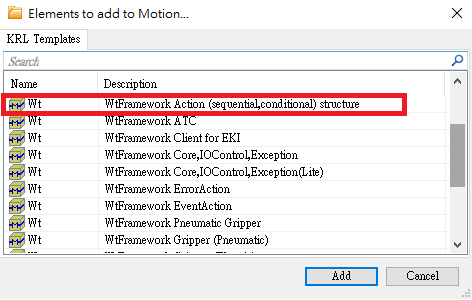 Elements to add to Motion...
KRL Templates
Search
Name Description
Wt WtFramework Action (sequential,conditional) structure
Wt WtFramework ATC
Wt WtFramework Client for EKI
Wt WtFramework Core,IOControl,Exception
Wt WtFramework Core,IOControl,Exception(Lite)
Wt WtFramework ErrorAction
Wt WtFramework EventAction
Wt WtFramework Pneumatic Gripper
Wt WtFramework Gripper (Pneumatic)
Add Cancel